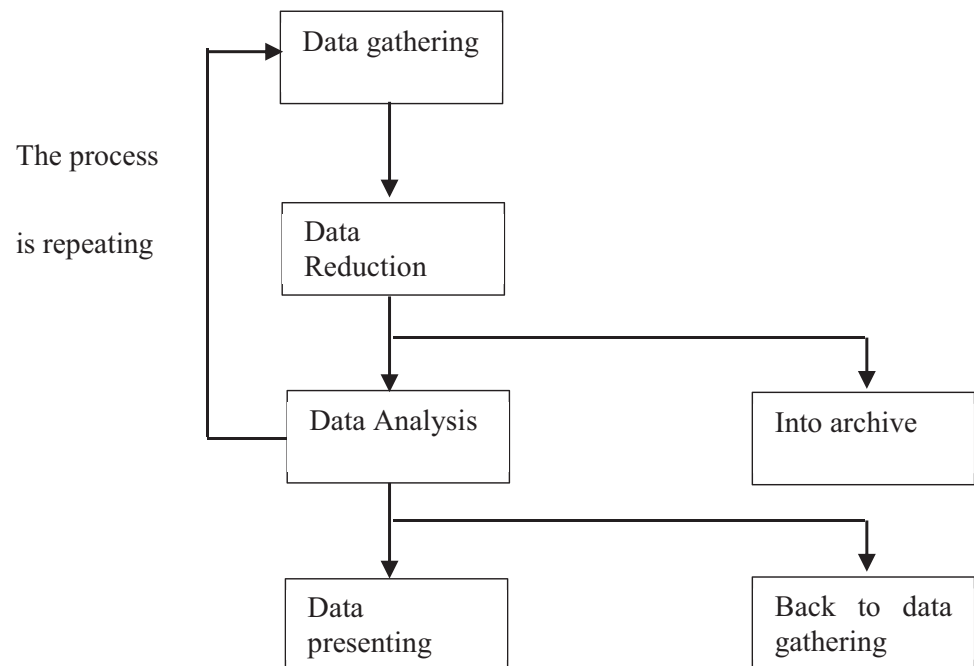 Data gathering
The process
is repeating
Data
Reduction
Data Analysis
Into archive
Data
presenting
Back to data
gathering